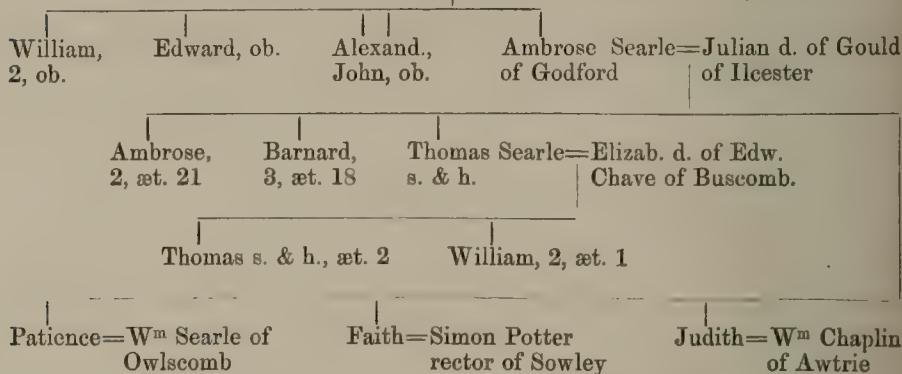 William, Edward, ob. Alexand., Ambrose Searle=Julian d. of Gould
2, ob. John, ob. of Godford of Ilcester
Ambrose, Barnard, Thomas Searle=Elizab. d. of Edw.
2, æt. 21 3, æt. 18 s. & h. Chave of Buscomb.
Thomas s. & h., æt. 2 William, 2, æt. 1
Patience=Wm Searle of Faith=Simon Potter Judith=Wm Chaplin
Owlscomb rector of Sowley of Awtrie